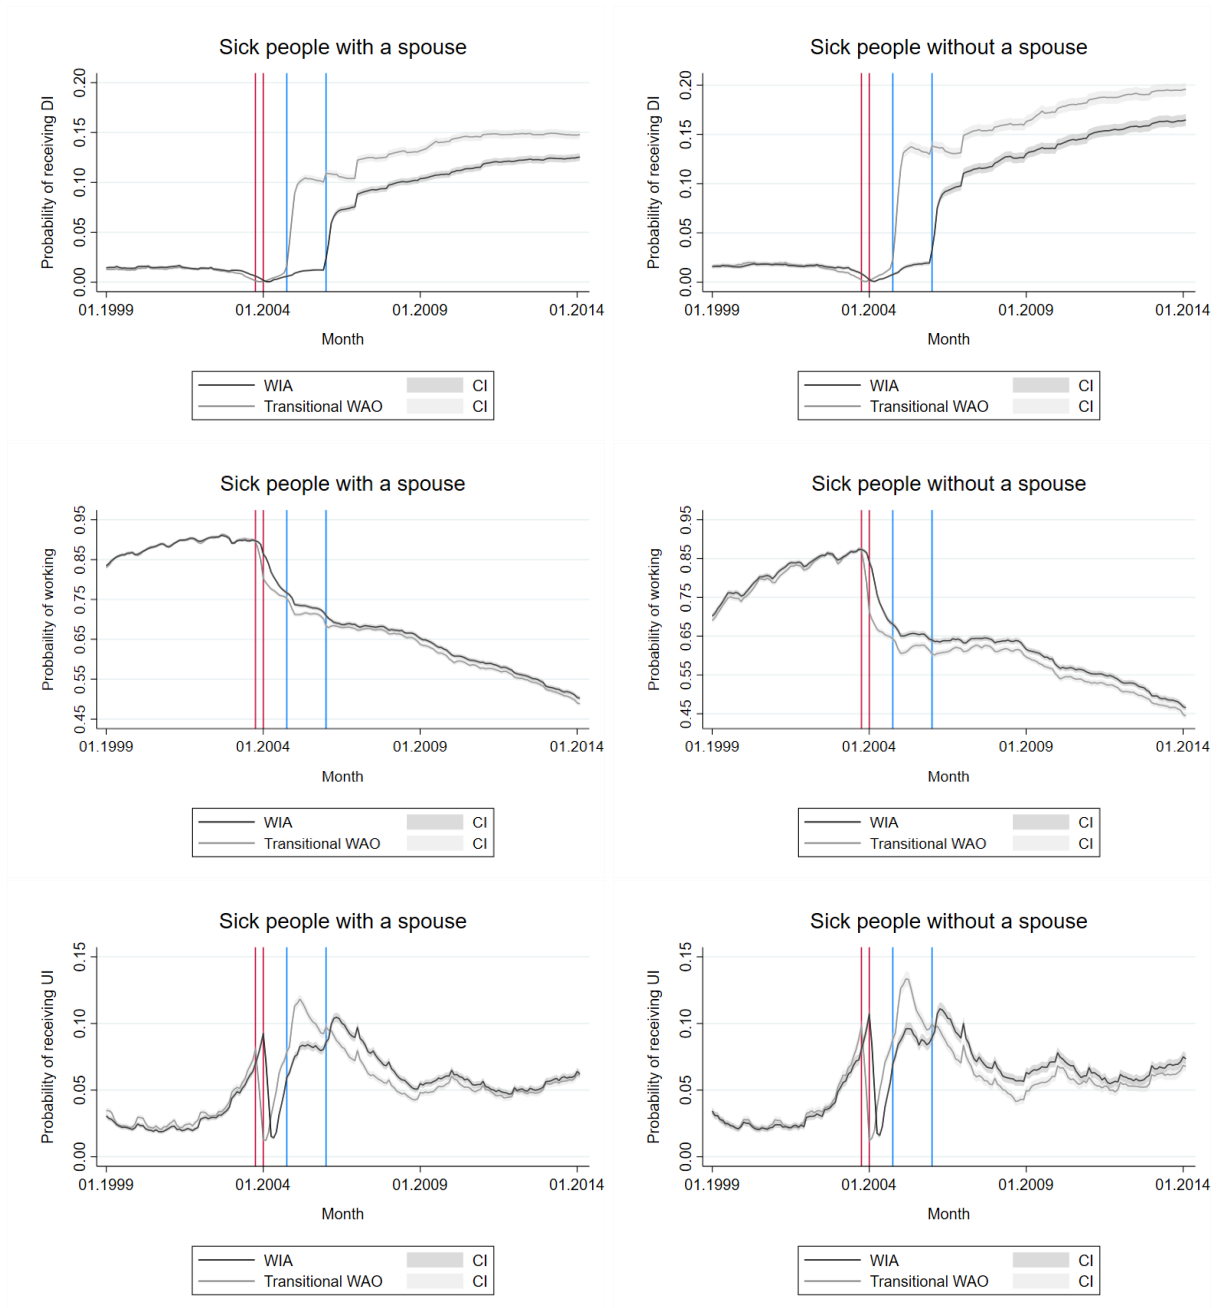 Sick people with a spouse
Probability of receiving DI
0.20
0.15
0.10
0.05
0.00
01.1999
01.2004
01.2009
01.2014
Month
WIA CI
Transitional WAO CI
Sick people without a spouse
Probability of receiving DI
0.20
0.15
0.10
0.05
0.00
01.1999
01.2004
01.2009
01.2014
Month
WIA CI
Transitional WAO CI
Sick people with a spouse
Probbaility of working
0.95
0.85
0.75
0.65
0.55
0.45
01.1999
01.2004
01.2009
01.2014
Month
WIA CI
Transitional WAO CI
Sick people without a spouse
Probability of working
0.95
0.85
0.75
0.65
0.55
0.45
01.1999
01.2004
01.2009
01.2014
Month
WIA CI
Transitional WAO CI
Sick people with a spouse
Probability of receiving UI
0.15
0.10
0.05
0.00
01.1999
01.2004
01.2009
01.2014
Month
WIA CI
Transitional WAO CI
Sick people without a spouse
Probability of receiving UI
0.15
0.10
0.05
0.00
01.1999
01.2004
01.2009
01.2014
Month
WIA CI
Transitional WAO CI